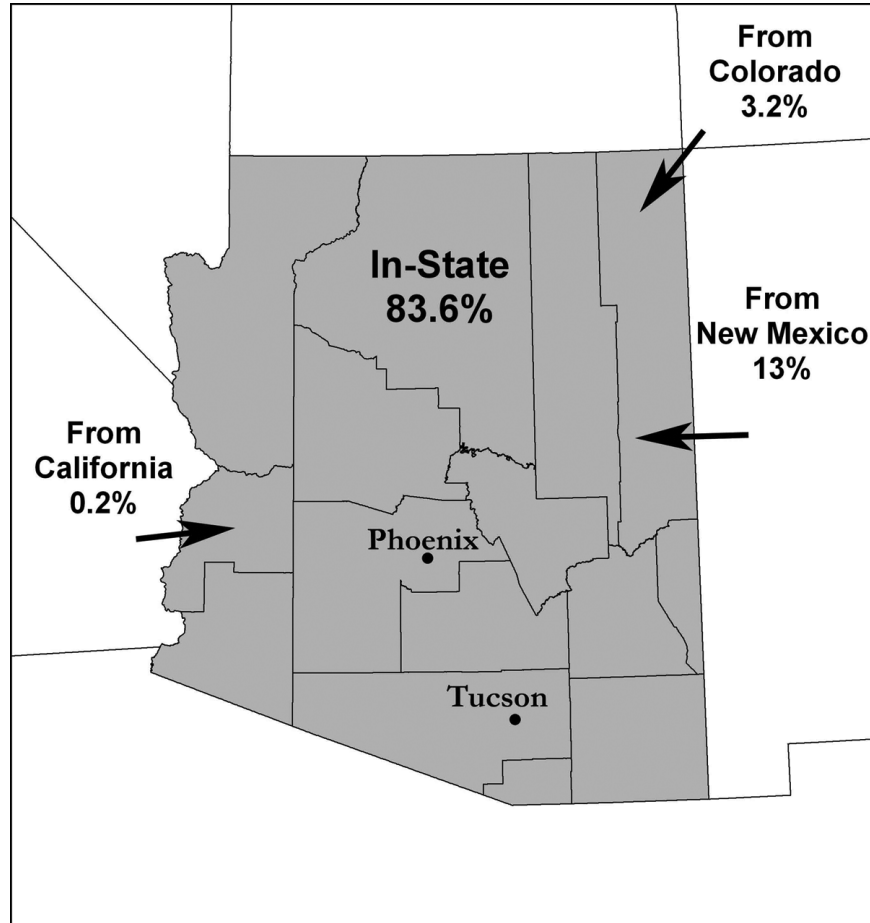 From
Colorado
3.2%
In-State
83.6%
From
New Mexico
13%
From
California
0.2%
Phoenix
Tucson